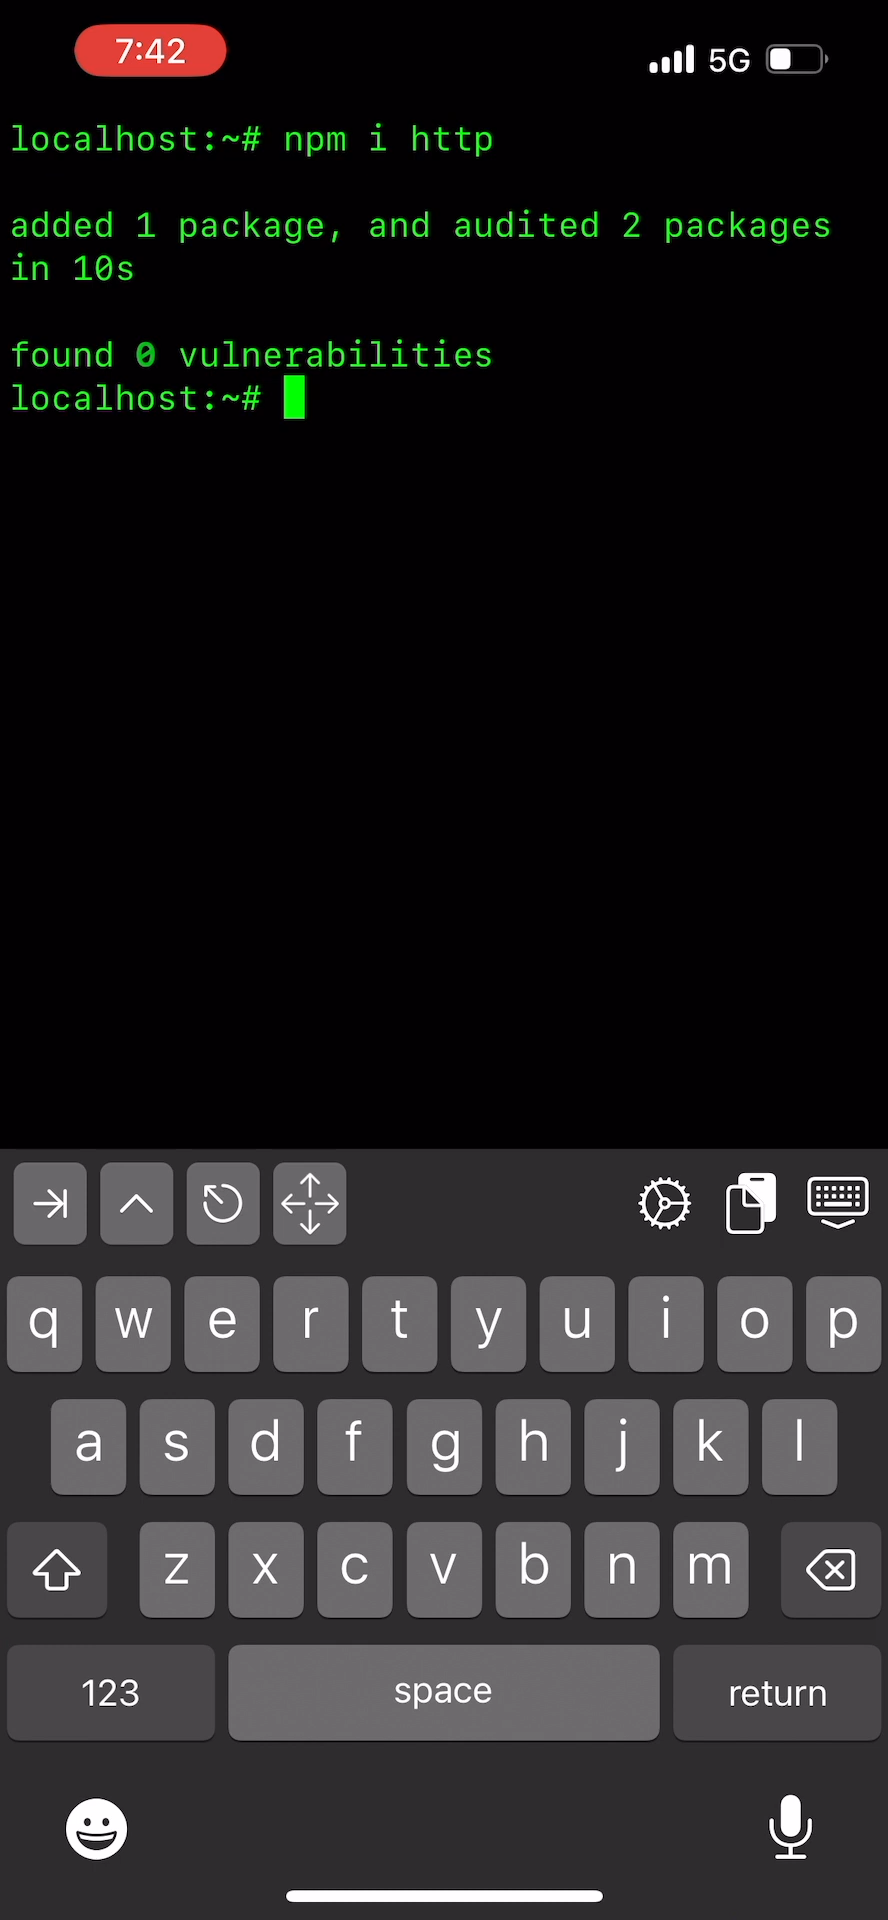 7:42
5G
localhost:~# npm i http
added 1 package, and audited 2 packages
in 10s
found 0 vulnerabilities
localhost:~#
q w e r t y u i o p
a s d f g h j k l
z x c v b n m
123 space return